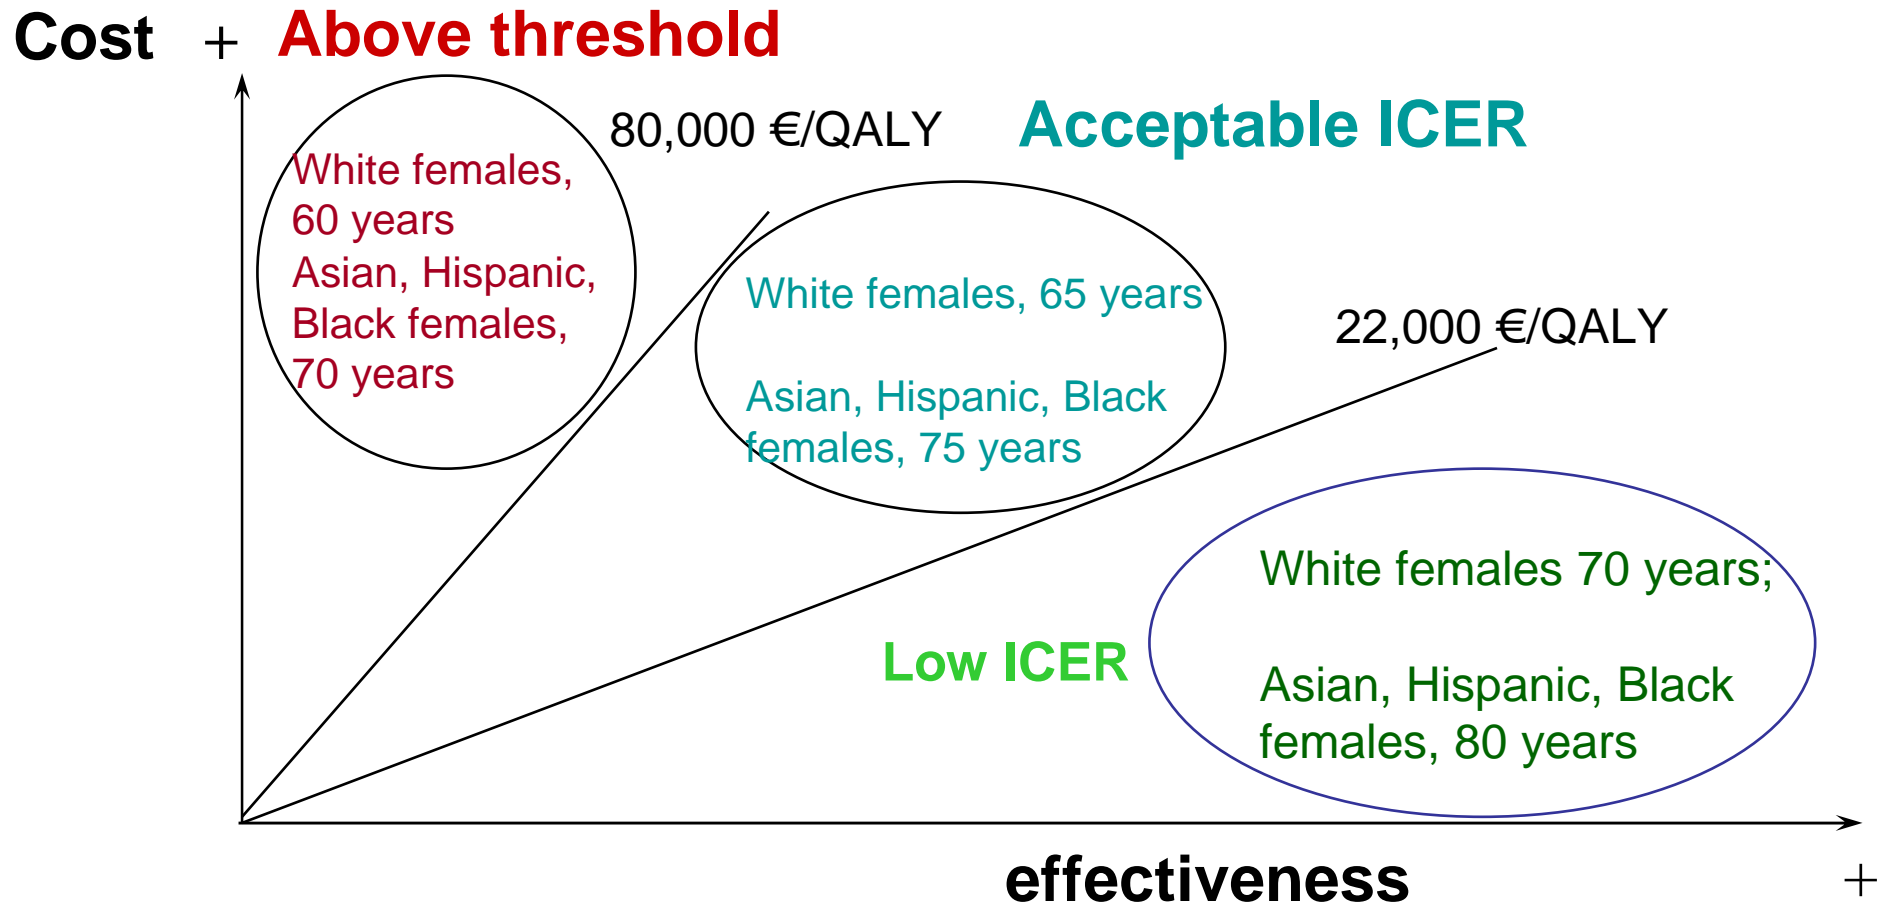 Cost + Above threshold
80,000 €/QALY Acceptable ICER
White females,
60 years
Asian, Hispanic,
Black females,
70 years
White females, 65 years
Asian, Hispanic, Black
females, 75 years
22,000 €/QALY
White females 70 years;
Asian, Hispanic, Black
females, 80 years
Low ICER
effectiveness +